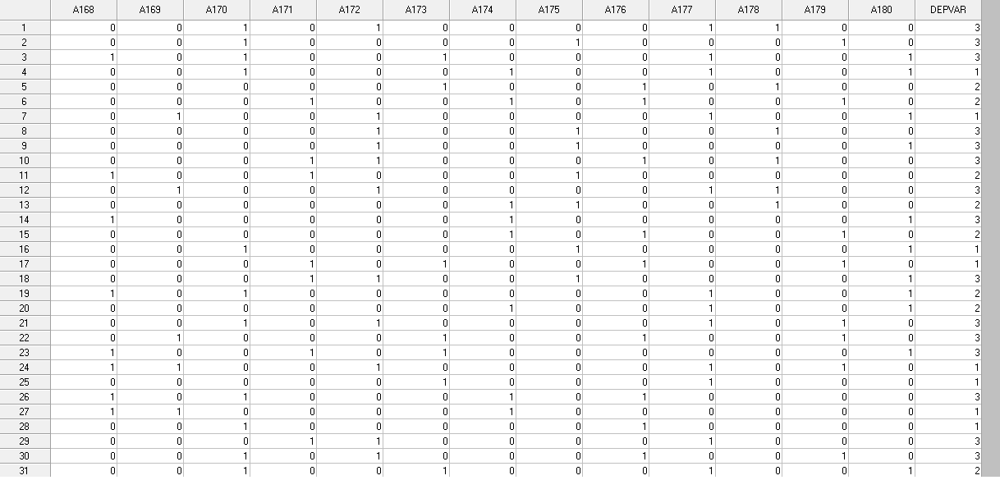 A168 A169 A170 A171 A172 A173 A174 A175 A176 A177 A178 A179 A180 DEPVAR
1 0 0 1 0 1 0 0 0 0 1 1 0 0 3
2 0 0 1 0 0 0 0 1 0 0 0 1 0 3
3 1 0 1 0 0 1 0 0 0 1 0 0 1 3
4 0 0 1 0 0 0 1 0 0 1 0 0 1 1
5 0 0 0 0 0 1 0 0 1 0 1 0 0 2
6 0 0 0 1 0 0 1 0 1 0 0 1 0 2
7 0 1 0 0 1 0 0 0 0 1 0 0 1 1
8 0 0 0 0 1 0 0 1 0 0 1 0 0 3
9 0 0 0 0 1 0 0 1 0 0 0 0 1 3
10 0 0 0 1 1 0 0 0 1 0 1 0 0 3
11 1 0 0 1 0 0 0 1 0 0 0 0 0 2
12 0 1 0 0 1 0 0 0 0 1 1 0 0 3
13 0 0 0 0 0 0 1 1 0 0 1 0 0 2
14 1 0 0 0 0 0 1 0 0 0 0 0 1 3
15 0 0 0 0 0 0 1 0 1 0 0 1 0 2
16 0 0 1 0 0 0 0 1 0 0 0 0 1 1
17 0 0 0 1 0 1 0 0 1 0 0 1 0 1
18 0 0 0 1 1 0 0 1 0 0 0 0 1 3
19 1 0 1 0 0 0 0 0 0 1 0 0 1 2
20 0 0 0 0 0 0 1 0 0 1 0 0 1 2
21 0 0 1 0 1 0 0 0 0 1 0 1 0 3
22 0 1 0 0 0 1 0 0 1 0 0 1 0 3
23 1 0 0 1 0 1 0 0 0 0 0 0 1 3
24 1 1 0 0 1 0 0 0 0 1 0 1 0 1
25 0 0 0 0 0 1 0 0 0 1 0 0 0 1
26 1 0 1 0 0 0 1 0 1 0 0 0 0 3
27 1 1 0 0 0 0 1 0 0 0 0 0 0 1
28 0 0 1 0 0 0 0 0 1 0 0 0 0 1
29 0 0 0 1 1 0 0 0 0 1 0 0 0 3
30 0 0 1 0 1 0 0 0 1 0 0 1 0 3
31 0 0 1 0 0 1 0 0 0 1 0 0 1 2